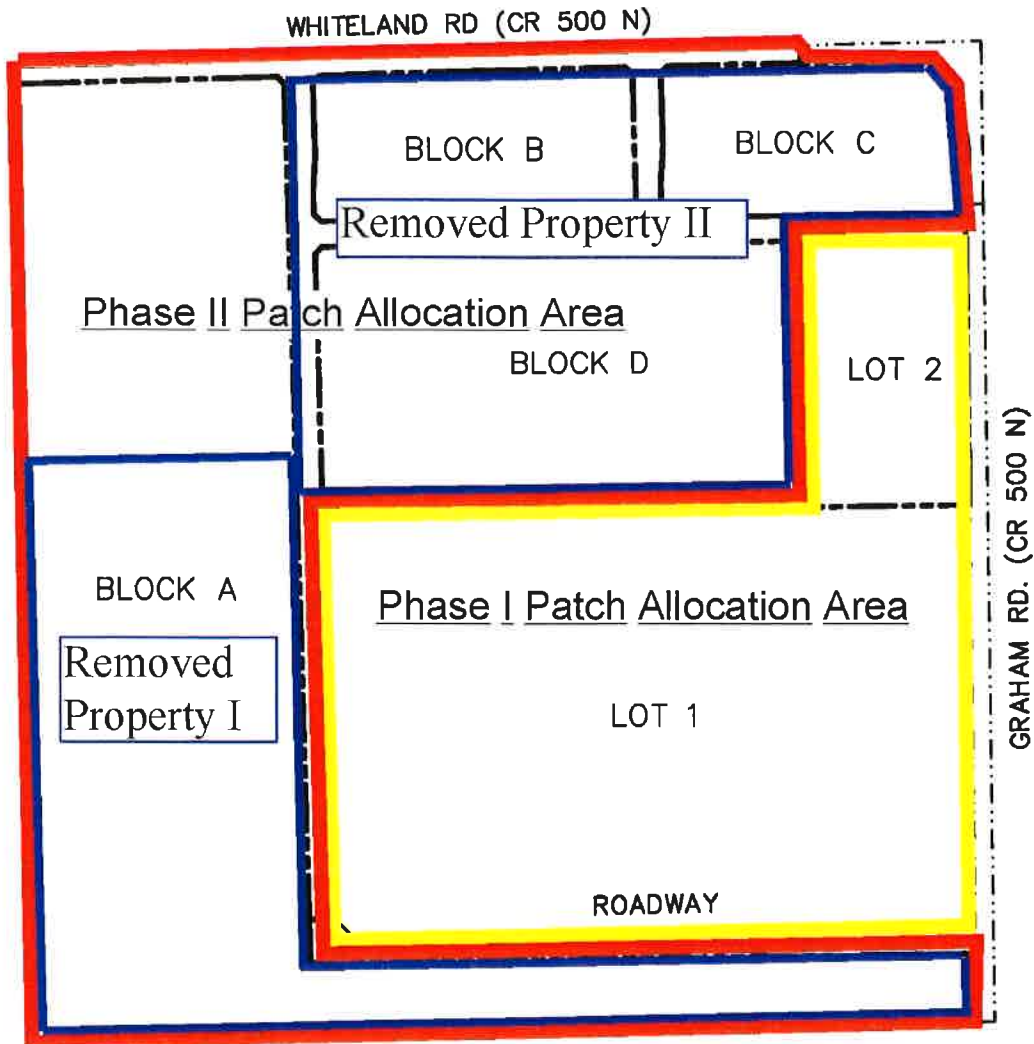 WHITELAND RD (CR 500 N)
BLOCK B
BLOCK C
Removed Property II
Phase II Patch Allocation Area
BLOCK D
LOT 2
GRAHAM RD. (CR 500 N)
BLOCK A
Phase I Patch Allocation Area
Removed
Property I
LOT 1
ROADWAY